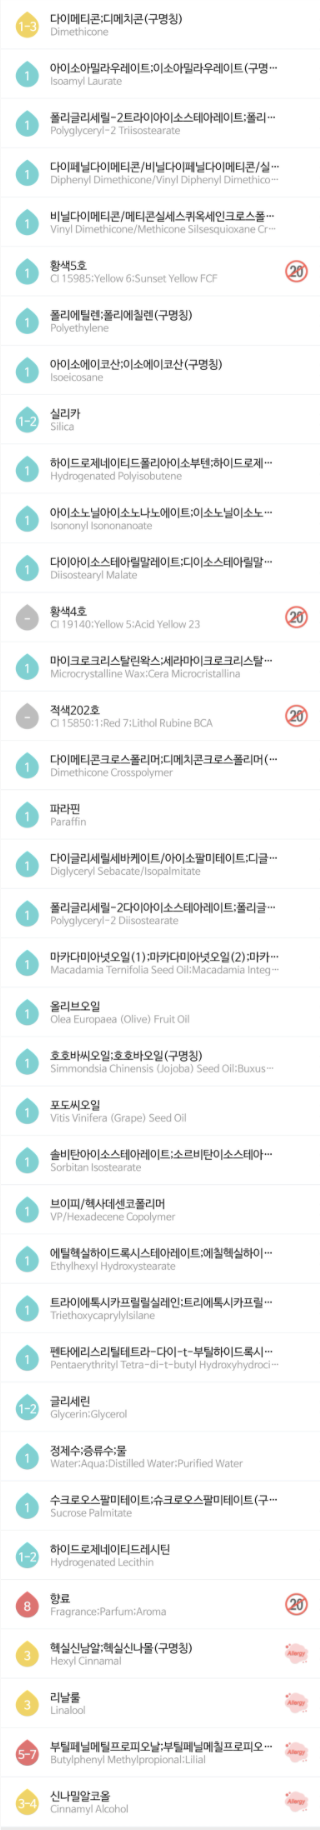 1-3
다이메티콘;디메치콘(구명칭)
Dimethicone
1
아이소아밀라우레이트;이소아밀라우레이트(구명…
Isoamyl Laurate
1
폴리글리세릴-2트라이아이소스테아레이트;폴리…
Polyglyceryl-2 Triisostearate
1
다이페닐다이메티콘/비닐다이페닐다이메티콘/실…
Diphenyl Dimethicone/Vinyl Diphenyl Dimethico…
1
비닐다이메티콘/메티콘실세스퀴옥세인크로스폴…
Vinyl Dimethicone/Methicone Silsesquioxane Cr…
1
황색5호
CI 15985;Yellow 6;Sunset Yellow FCF
20
1
폴리에틸렌;폴리에칠렌(구명칭)
Polyethylene
1
아이소에이코산;이소에이코산(구명칭)
Isoeicosane
1-2
실리카
Silica
1
하이드로제네이티드폴리아이소부텐;하이드로제…
Hydrogenated Polyisobutene
1
아이소노닐아이소노나노에이트;이소노닐이소노…
Isononyl Isononanoate
1
다이아이소스테아릴말레이트;디이소스테아릴말…
Diisostearyl Malate
-
황색4호
CI 19140;Yellow 5;Acid Yellow 23
20
1
마이크로크리스탈린왁스;세라마이크로크리스탈…
Microcrystalline Wax;Cera Microcristallina
-
적색202호
CI 15850:1;Red 7;Lithol Rubine BCA
20
1
다이메티콘크로스폴리머;디메치콘크로스폴리머(…
Dimethicone Crosspolymer
1
파라핀
Paraffin
1
다이글리세릴세바케이트/아이소팔미테이트;디글…
Diglyceryl Sebacate/Isopalmitate
1
폴리글리세릴-2다이아이소스테아레이트;폴리글…
Polyglyceryl-2 Diisostearate
1
마카다미아넛오일(1);마카다미아넛오일(2);마카…
Macadamia Ternifolia Seed Oil;Macadamia Integ…
1
올리브오일
Olea Europaea (Olive) Fruit Oil
1
호호바씨오일;호호바오일(구명칭)
Simmondsia Chinensis (Jojoba) Seed Oil;Buxus…
1
포도씨오일
Vitis Vinifera (Grape) Seed Oil
1
솔비탄아이소스테아레이트;소르비탄이소스테아…
Sorbitan Isostearate
1
브이피/헥사데센코폴리머
VP/Hexadecene Copolymer
1
에틸헥실하이드록시스테아레이트;에칠헥실하이…
Ethylhexyl Hydroxystearate
1
트라이에톡시카프릴릴실레인;트리에톡시카프릴…
Triethoxycaprylylsilane
1
펜타에리스리틸테트라-다이-t-부틸하이드록시…
Pentaerythrityl Tetra-di-t-butyl Hydroxyhydroci…
1-2
글리세린
Glycerin;Glycerol
1
정제수;증류수;물
Water;Aqua;Distilled Water;Purified Water
1
수크로오스팔미테이트;슈크로오스팔미테이트(구…
Sucrose Palmitate
1-2
하이드로제네이티드레시틴
Hydrogenated Lecithin
8
향료
Fragrance;Parfum;Aroma
20
3
헥실신남알;헥실신나몰(구명칭)
Hexyl Cinnamal
Allergy
3
리날룰
Linalool
Allergy
5-7
부틸페닐메틸프로피오날;부틸페닐메칠프로피오…
Butylphenyl Methylpropional;Lilial
Allergy
3-4
신나밀알코올
Cinnamyl Alcohol
Allergy